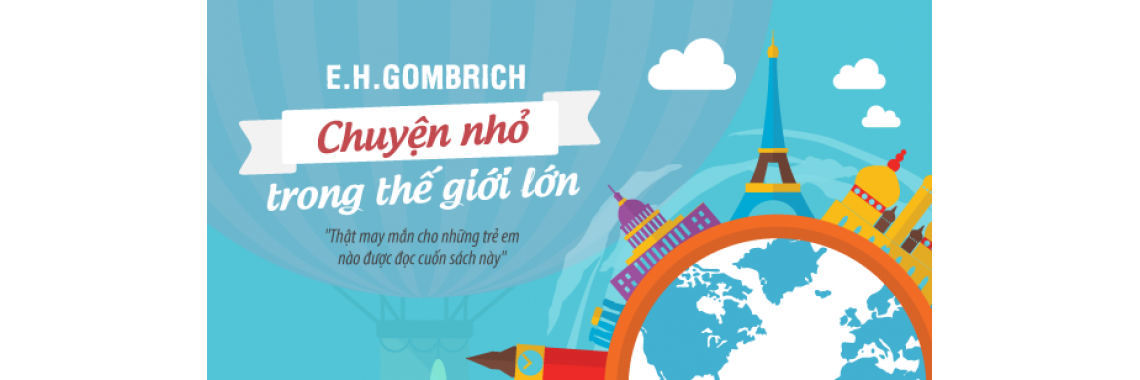 E.H.GOMBRICH
Chuyện nhỏ
trong thế giới lớn
"Thật may mắn cho những trẻ em
nào được đọc cuốn sách này"